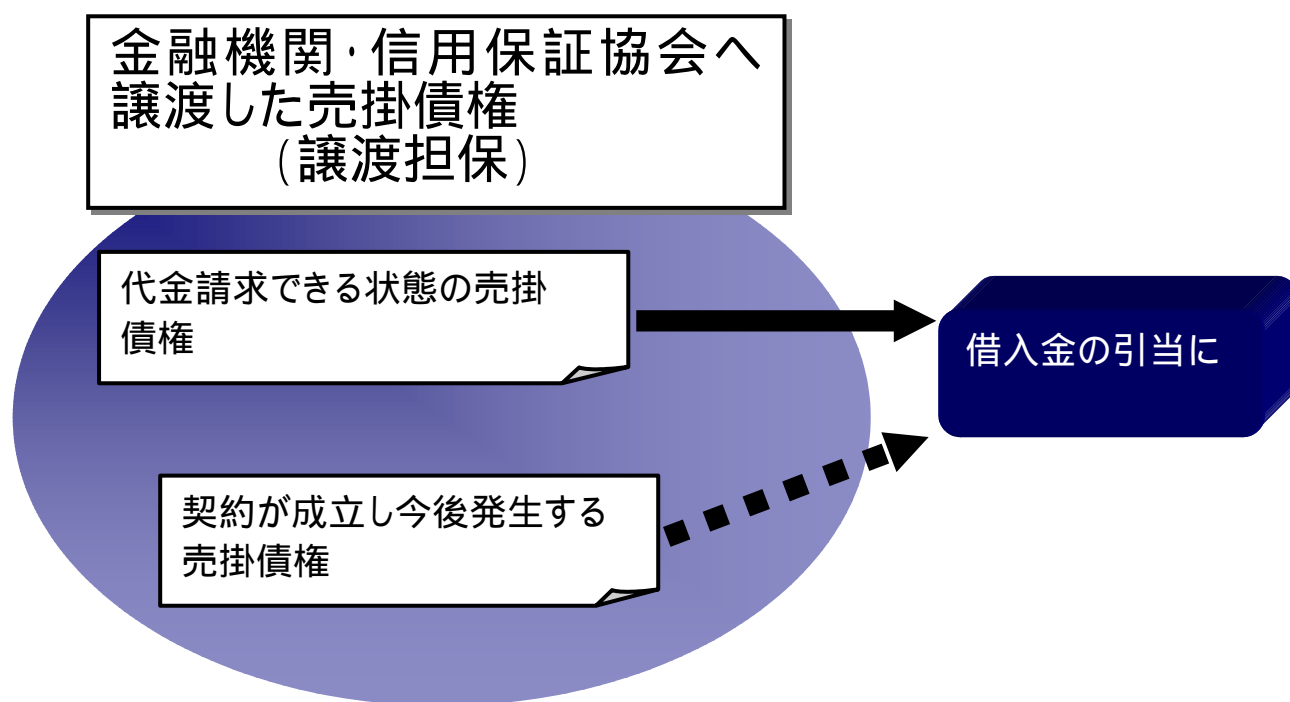 金融機関･信用保証協会へ
譲渡した売掛債権
(譲渡担保)
代金請求できる状態の売掛
債権
借入金の引当に
契約が成立し今後発生する
売掛債権